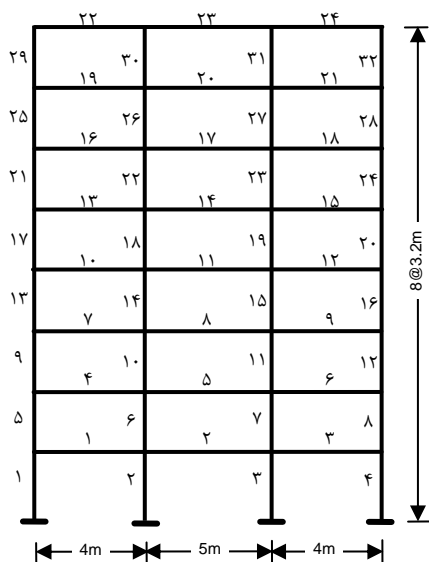 ۲۲ ۲۳ ۲۴
۲۹ ۳۰ ۳۱ ۳۲
۱۹ ۲۰ ۲۱
۲۵ ۲۶ ۲۷ ۲۸
۱۶ ۱۷ ۱۸
۲۱ ۲۲ ۲۳ ۲۴
۱۳ ۱۴ ۱۵
۱۷ ۱۸ ۱۹ ۲۰
۱۰ ۱۱ ۱۲
۱۳ ۱۴ ۱۵ ۱۶
۷ ۸ ۹
۹ ۱۰ ۱۱ ۱۲
۴ ۵ ۶
۵ ۶ ۷ ۸
۱ ۲ ۳
۱ ۲ ۳ ۴
8@3.2m
4m 5m 4m